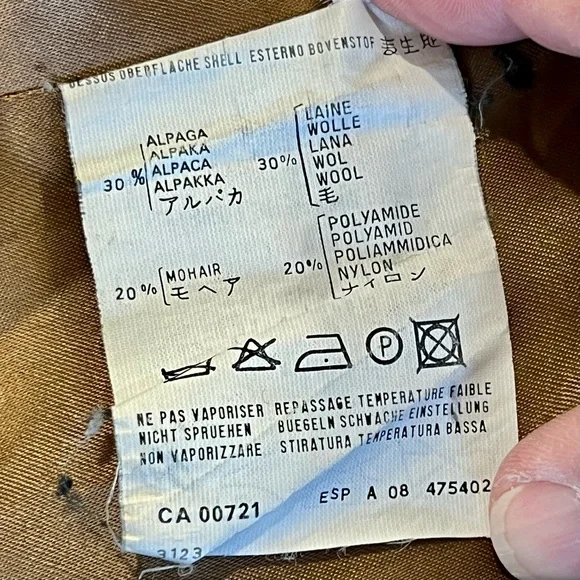 DESSUS OBERFLACHE SHELL ESTERNO BOVENSTOF
30%
ALPAGA
ALPAKA
ALPACA
ALPAKKA
アルパカ
30%
LAINE
WOLLE
LANA
WOL
WOOL
毛
20%
MOHAIR
モヘア
20%
POLYAMIDE
POLYAMID
POLIAMMIDICA
NYLON
ナイロン
P
NE PAS VAPORISER REPASSAGE TEMPERATURE FAIBLE
NICHT SPRUEHEN BUEGELN SCHWACHE EINSTELLUNG
NON VAPORIZZARE STIRATURA TEMPERATURA BASSA
CA 00721
ESP A 08 475402
3123